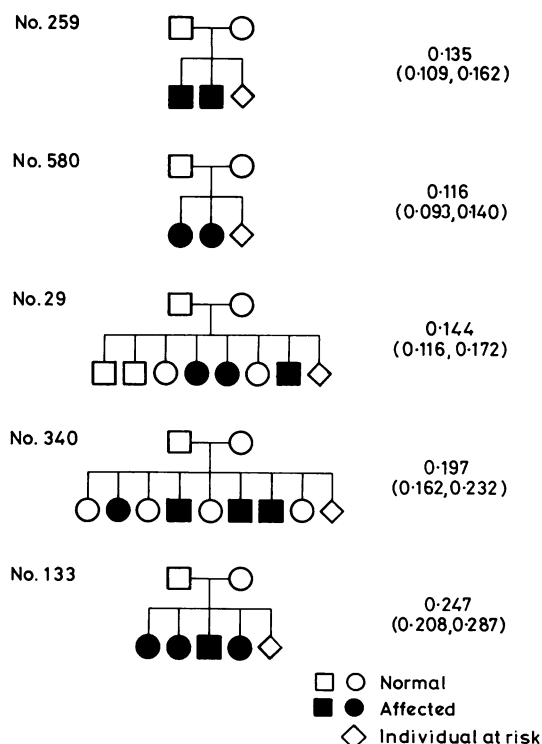 No. 259
0·135
(0·109, 0·162)
No. 580
0·116
(0·093,0·140)
No. 29
0·144
(0·116, 0·172)
No. 340
0·197
(0·162,0·232)
No. 133
0·247
(0·208,0·287)
Normal
Affected
Individual at risk